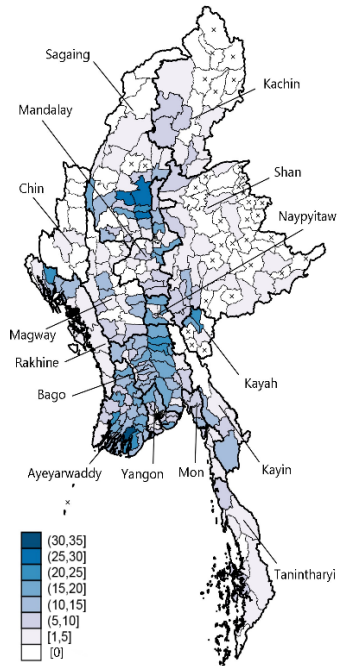 Sagaing
Kachin
Mandalay
Shan
Chin
Naypyitaw
Magway
Rakhine
Kayah
Bago
Ayeyarwaddy
Yangon
Mon
Kayin
Tanintharyi
(30,35]
(25,30]
(20,25]
(15,20]
(10,15]
(5,10]
[1,5]
[0]